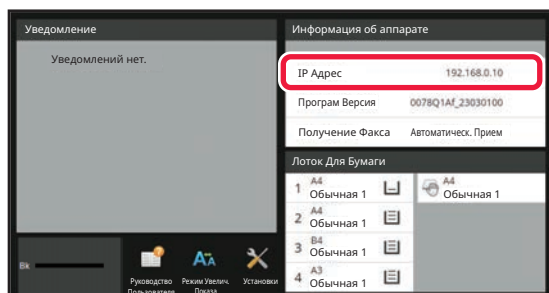 Уведомление
Уведомлений нет.
Информация об аппарате
IP Адрес 192.168.0.10
Програм Версия 0078Q1Af_23030100
Получение Факса Автоматическ. Прием
Лоток Для Бумаги
1 A4 Обычная 1
A4 Обычная 1
2 A4 Обычная 1
3 B4 Обычная 1
4 A3 Обычная 1
Bk
Руководство Пользователя
Режим Увелич. Показа
Установки